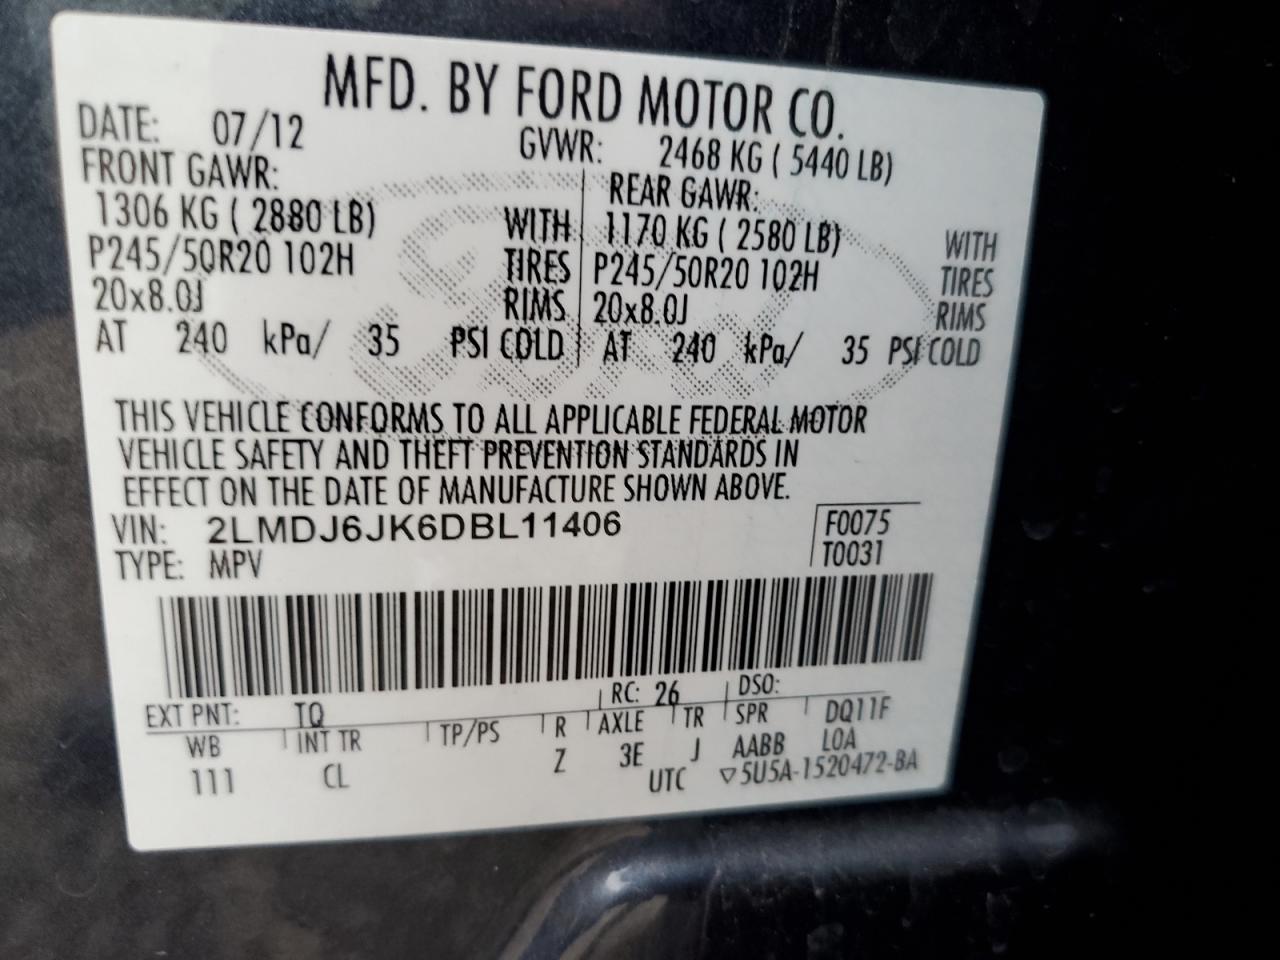 MFD. BY FORD MOTOR CO.
DATE: 07/12 GVWR: 2468 KG ( 5440 LB)
FRONT GAWR: REAR GAWR:
1306 KG ( 2880 LB) WITH 1170 KG ( 2580 LB) WITH
P245/50R20 102H TIRES P245/50R20 102H TIRES
20x8.0J RIMS 20x8.0J RIMS
AT 240 kPa/ 35 PSI COLD AT 240 kPa/ 35 PSI COLD
THIS VEHICLE CONFORMS TO ALL APPLICABLE FEDERAL MOTOR
VEHICLE SAFETY AND THEFT PREVENTION STANDARDS IN
EFFECT ON THE DATE OF MANUFACTURE SHOWN ABOVE.
VIN: 2LMDJ6JK6DBL11406 F0075
TYPE: MPV T0031
EXT PNT: TQ RC: 26 DSO:
WB INT TR TP/PS R AXLE TR SPR DQ11F
111 CL Z 3E J AABB LOA
UTC ▽5U5A-1520472-BA